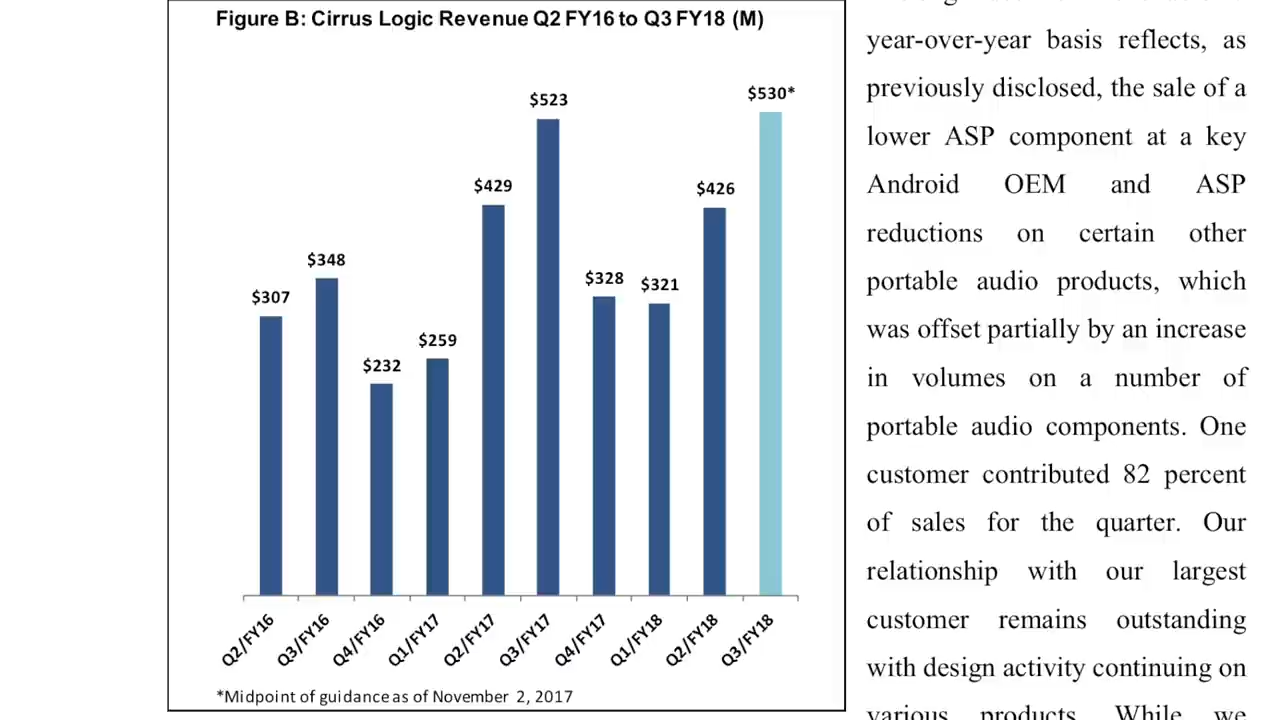 Figure B: Cirrus Logic Revenue Q2 FY16 to Q3 FY18 (M)
$307
$348
$232
$259
$429
$523
$328
$321
$426
$530*
Q2/FY16
Q3/FY16
Q4/FY16
Q1/FY17
Q2/FY17
Q3/FY17
Q4/FY17
Q1/FY18
Q2/FY18
Q3/FY18
*Midpoint of guidance as of November 2, 2017
year-over-year basis reflects, as
previously disclosed, the sale of a
lower ASP component at a key
Android OEM and ASP
reductions on certain other
portable audio products, which
was offset partially by an increase
in volumes on a number of
portable audio components. One
customer contributed 82 percent
of sales for the quarter. Our
relationship with our largest
customer remains outstanding
with design activity continuing on
various products. While we